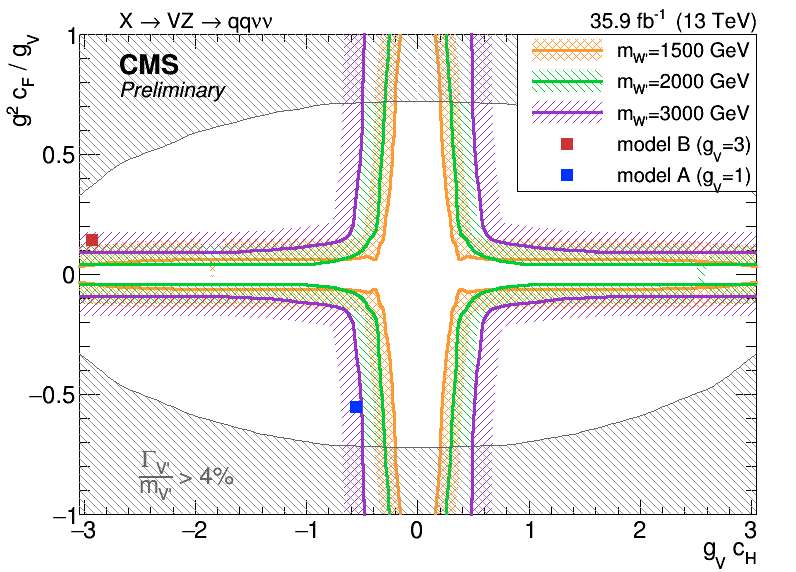 X → VZ → qqνν
35.9 fb⁻¹ (13 TeV)
g² c_F / g_V
CMS
Preliminary
m_W'=1500 GeV
m_W'=2000 GeV
m_W'=3000 GeV
model B (g_V=3)
model A (g_V=1)
1
0.5
0
−0.5
−1
Γ_V'
m_V'
> 4%
−3 −2 −1 0 1 2 3
g_V c_H